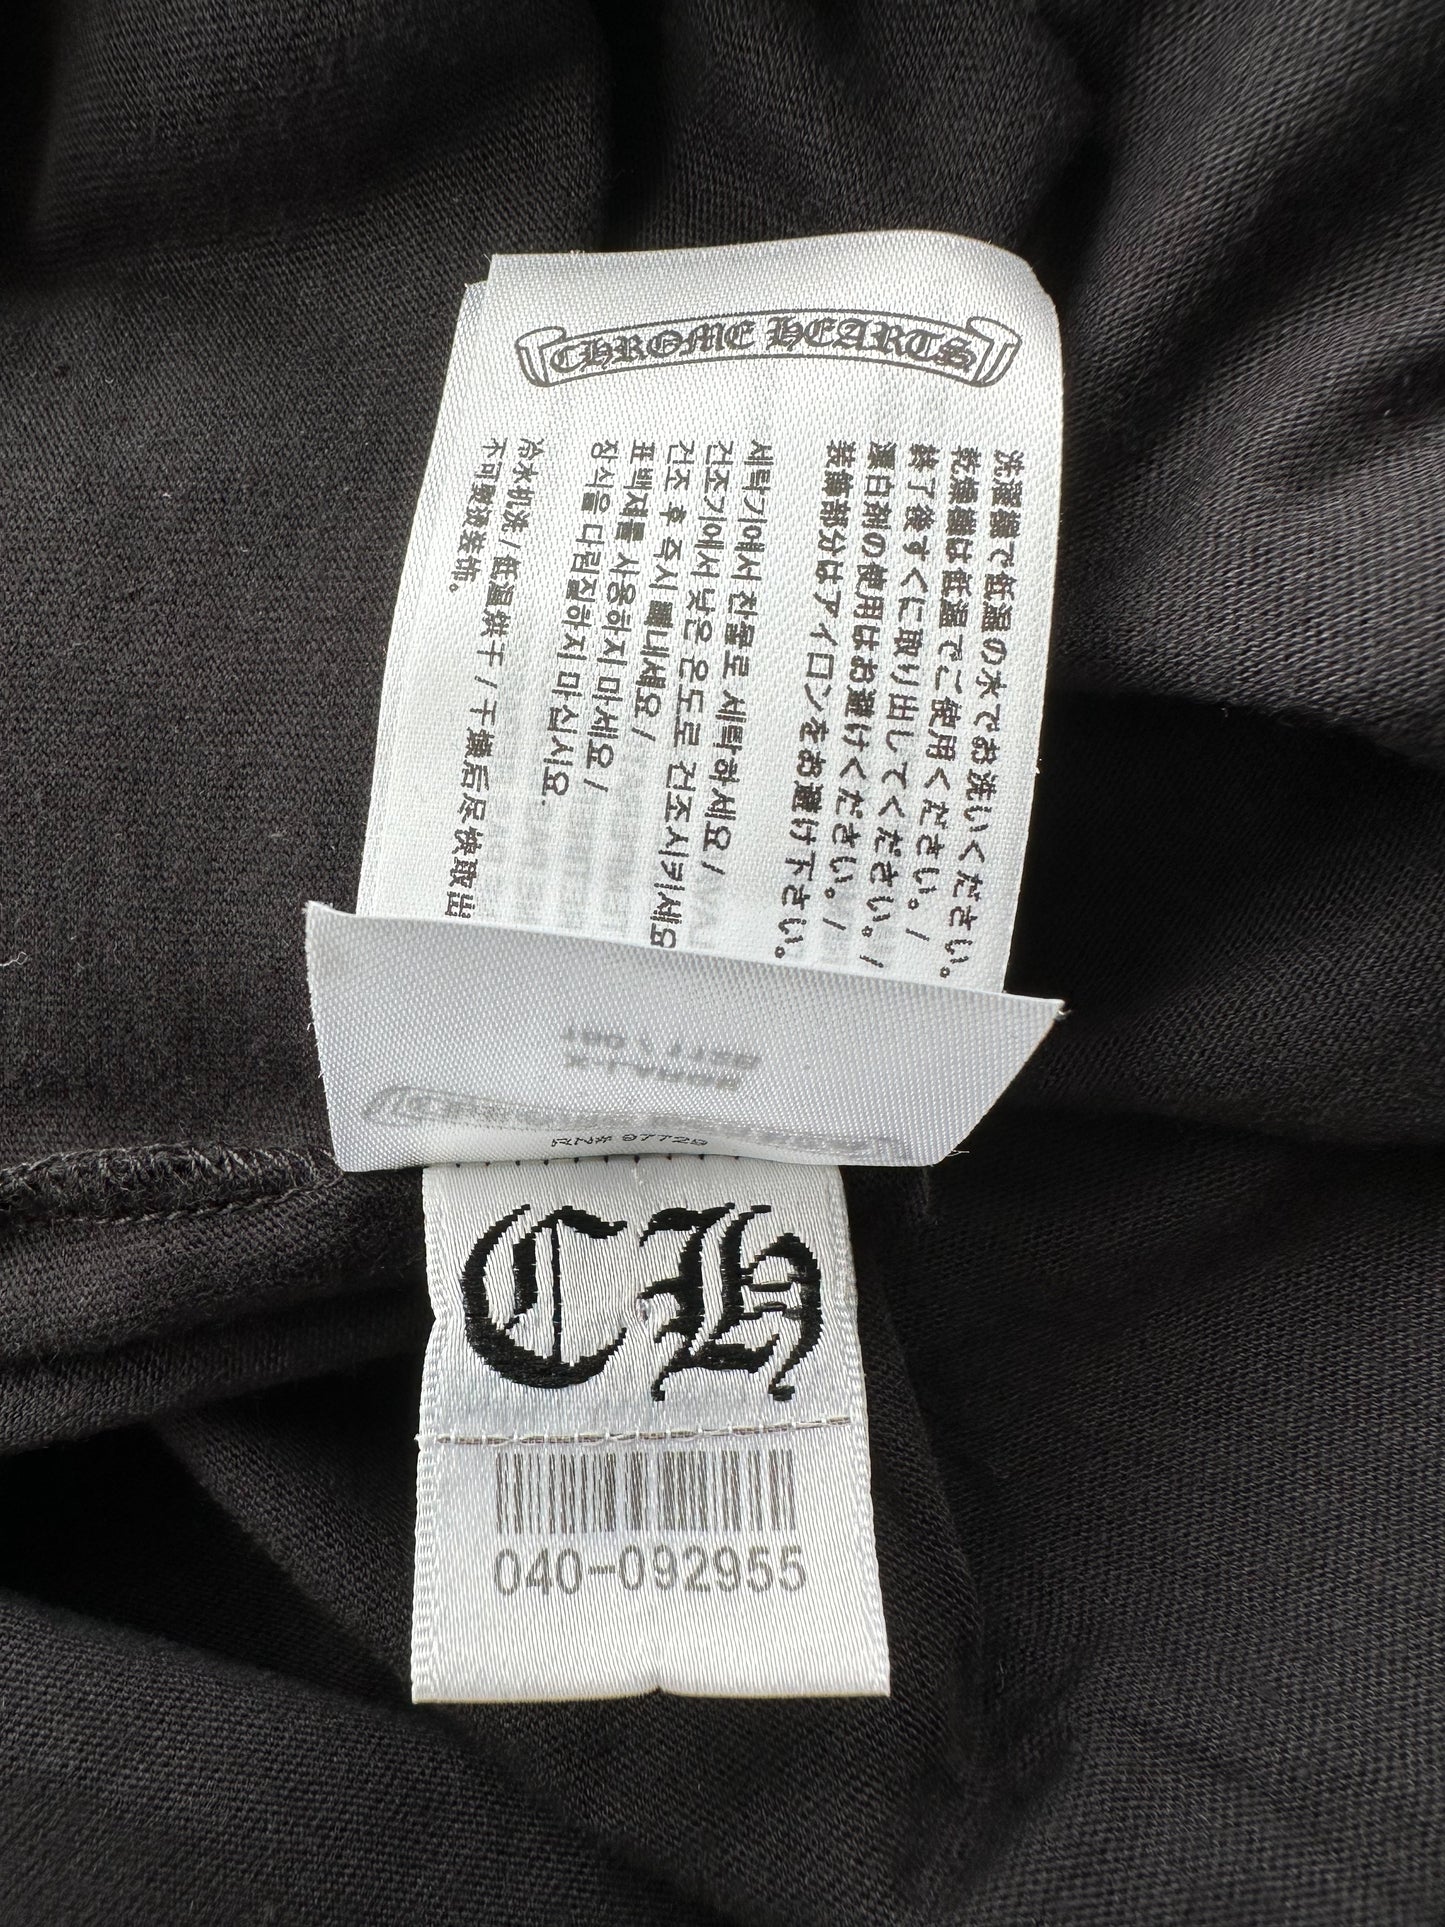 CHROME HEARTS
洗濯機で低温の水でお洗いください。
乾燥機は低温でご使用ください。/
終了後すぐに取り出してください。/
漂白剤の使用はお避けください。/
装飾部分はアイロンをお避け下さい。
세탁기에서 찬물로 세탁하세요/
건조기에서 낮은 온도로 건조시키세요
건조 후 즉시 빼내세요/
표백제를 사용하지 마세요/
장식을 다림질하지 마십시오.
冷水机洗/低温烘干/干燥后尽快取出
不可熨烫装饰。
CH
040-092955